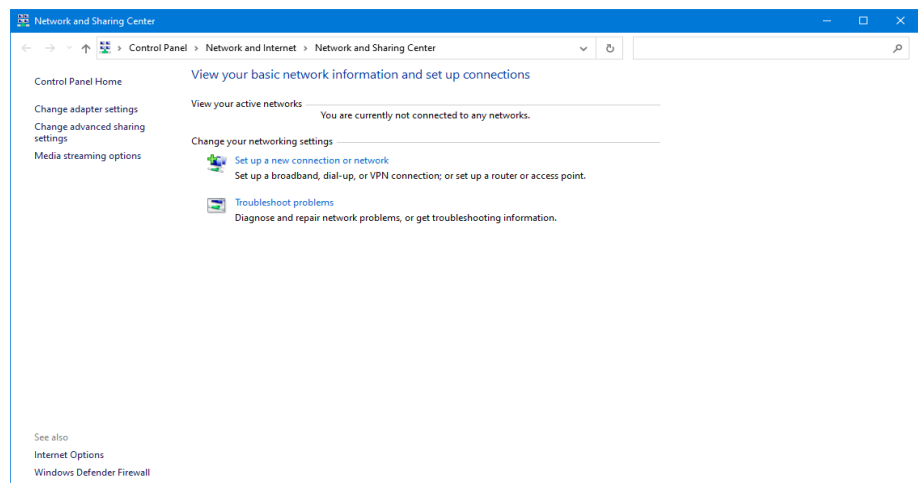 Network and Sharing Center
Control Panel > Network and Internet > Network and Sharing Center
Control Panel Home
Change adapter settings
Change advanced sharing
settings
Media streaming options
View your basic network information and set up connections
View your active networks
You are currently not connected to any networks.
Change your networking settings
Set up a new connection or network
Set up a broadband, dial-up, or VPN connection; or set up a router or access point.
Troubleshoot problems
Diagnose and repair network problems, or get troubleshooting information.
See also
Internet Options
Windows Defender Firewall